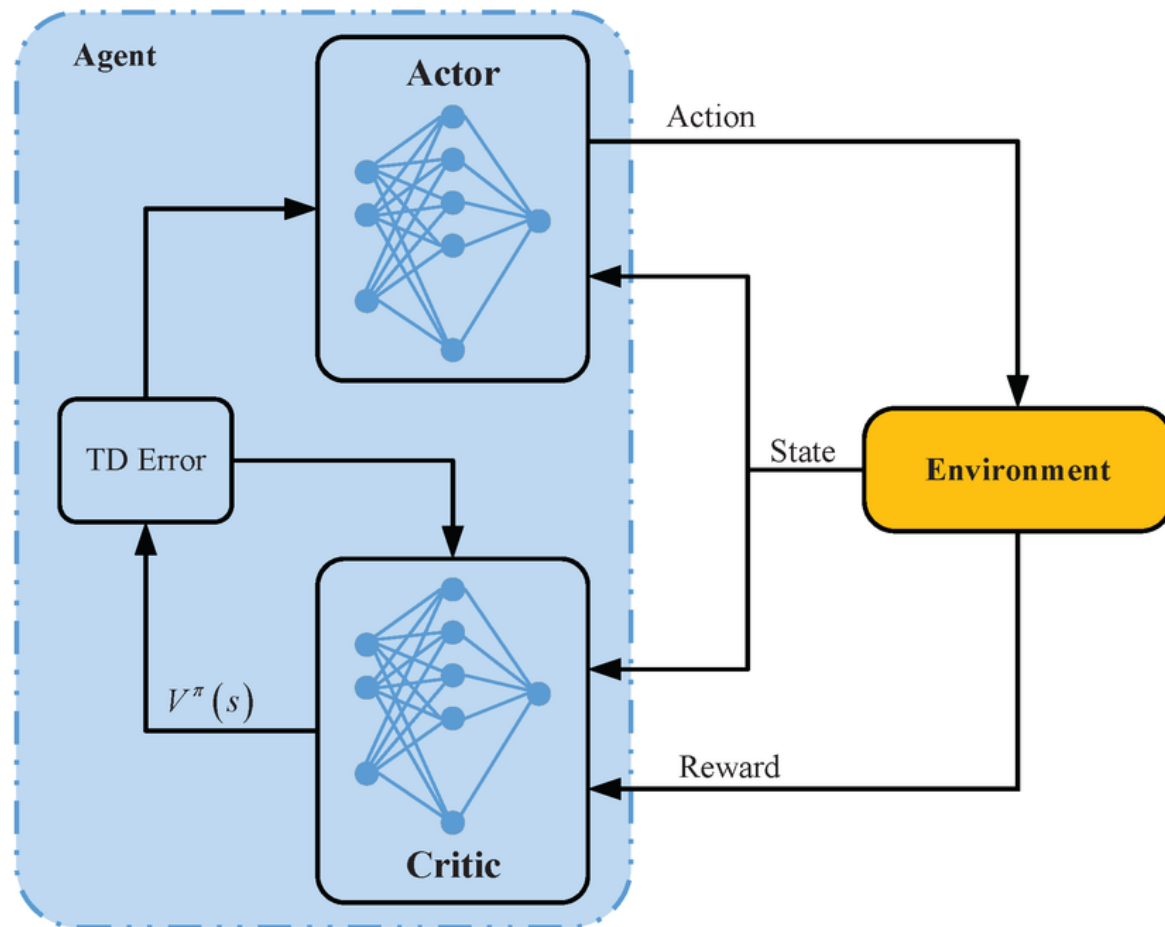 Agent
Actor
Action
TD Error
State
Environment
V^π(s)
Reward
Critic